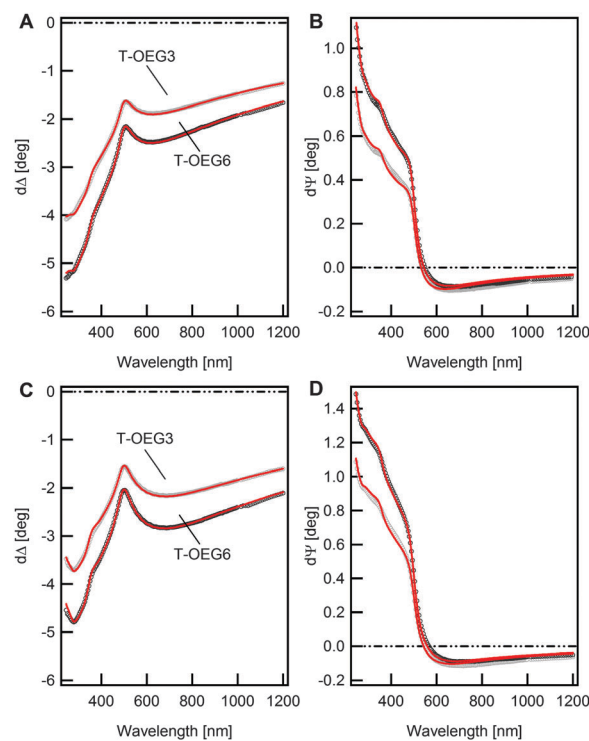 A
0
-1
-2
-3
-4
-5
-6
dΔ [deg]
T-OEG3
T-OEG6
400 600 800 1000 1200
Wavelength [nm]
B
1.0
0.8
0.6
0.4
0.2
0.0
-0.2
dΨ [deg]
400 600 800 1000 1200
Wavelength [nm]
C
0
-1
-2
-3
-4
-5
-6
dΔ [deg]
T-OEG3
T-OEG6
400 600 800 1000 1200
Wavelength [nm]
D
1.4
1.2
1.0
0.8
0.6
0.4
0.2
0.0
-0.2
dΨ [deg]
400 600 800 1000 1200
Wavelength [nm]